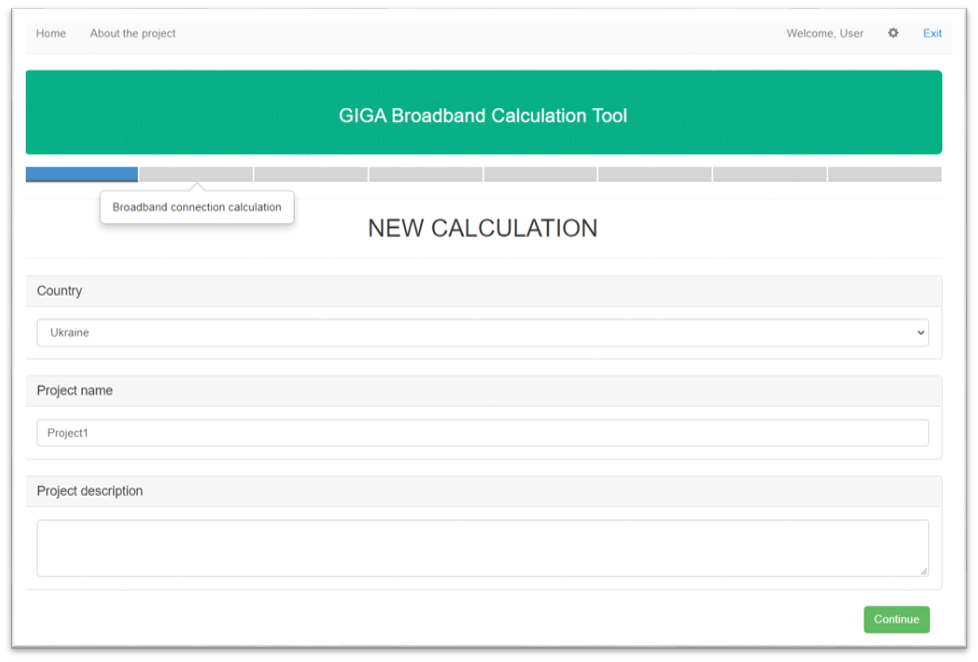 Home About the project Welcome, User Exit
GIGA Broadband Calculation Tool
Broadband connection calculation
NEW CALCULATION
Country
Ukraine
Project name
Project1
Project description
Continue